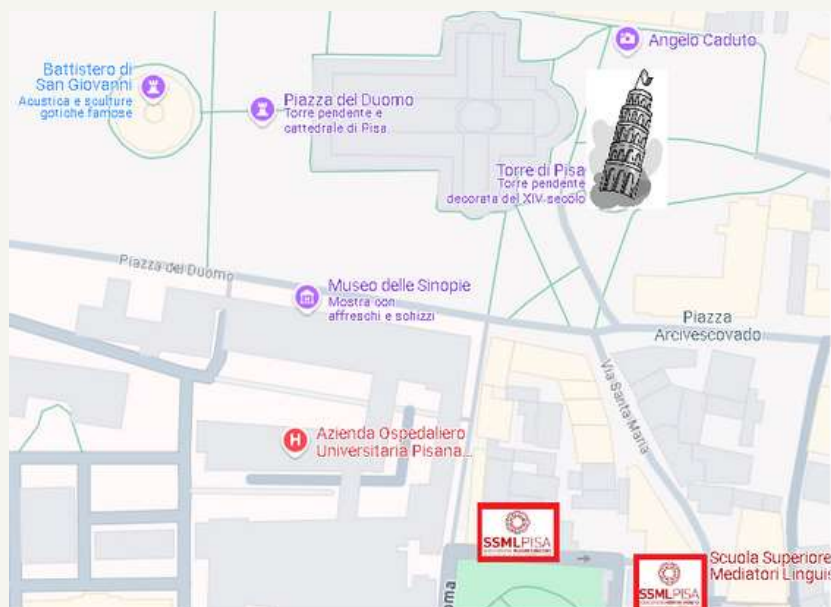 Battistero di
San Giovanni
Acustica e sculture
gotiche famose
Piazza del Duomo
Torre pendente e
cattedrale di Pisa
Angelo Caduto
Torre di Pisa
Torre pendente
decorata del XIV secolo
Piazza del Duomo
Museo delle Sinopie
Mostra con
affreschi e schizzi
Piazza
Arcivescovado
Via Santa Maria
H
Azienda Ospedaliero
Universitaria Pisana...
SSMLPISA
oma
SSMLPISA
Scuola Superiore
Mediatori Linguis